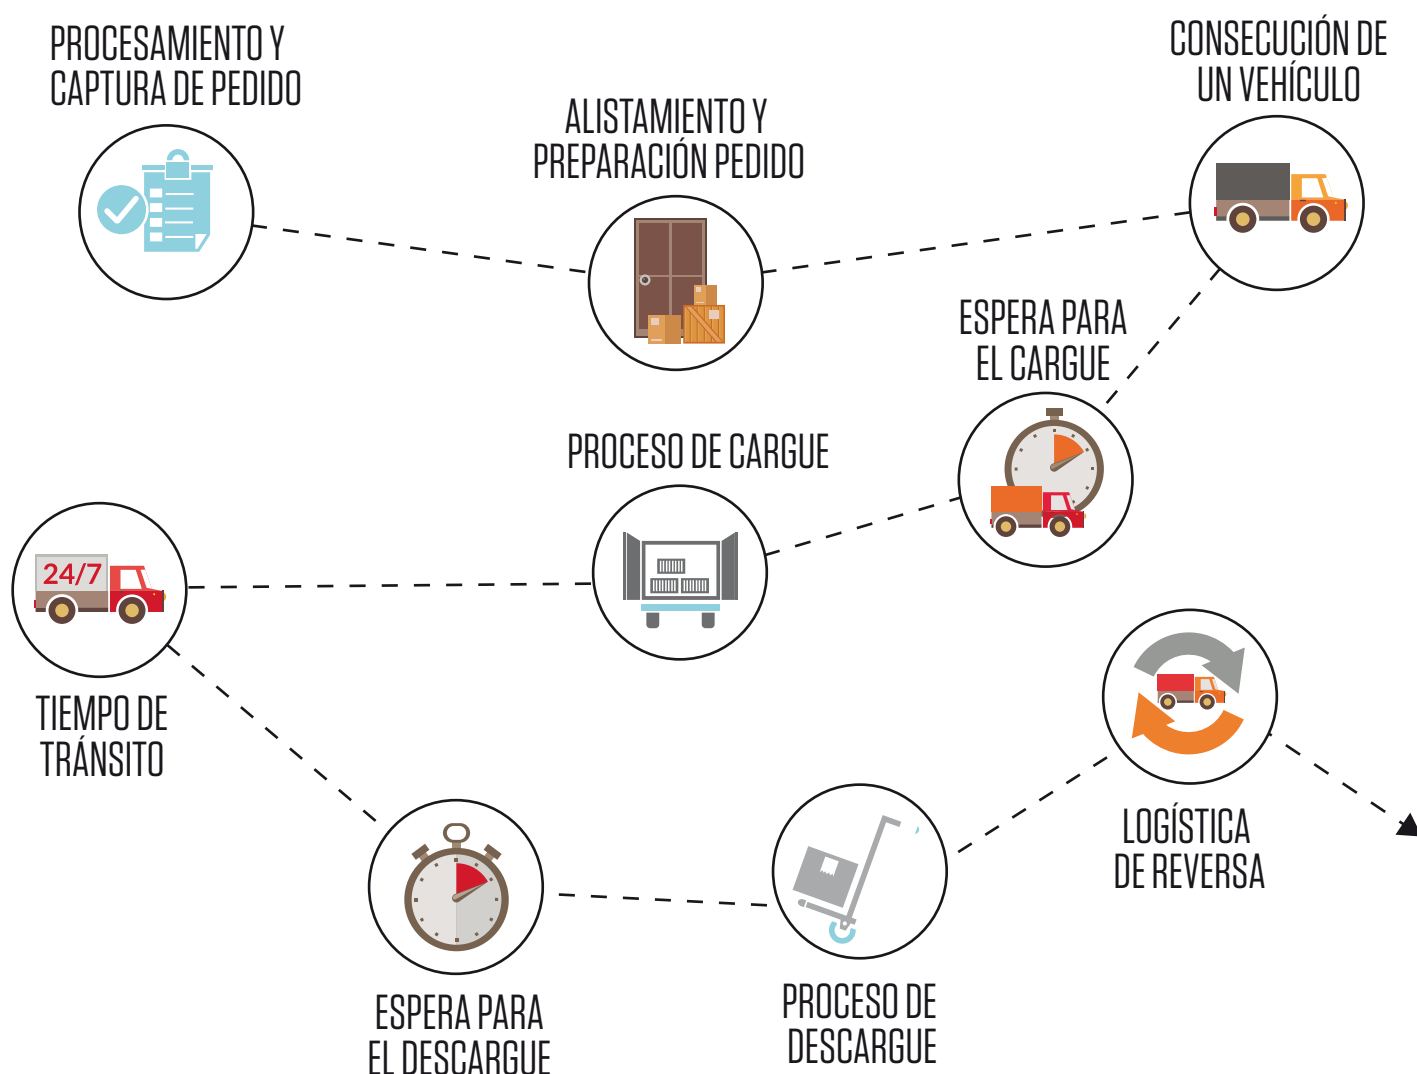 PROCESAMIENTO Y
CAPTURA DE PEDIDO
ALISTAMIENTO Y
PREPARACIÓN PEDIDO
CONSECUCIÓN DE
UN VEHÍCULO
ESPERA PARA
EL CARGUE
PROCESO DE CARGUE
24/7
TIEMPO DE
TRÁNSITO
ESPERA PARA
EL DESCARGUE
PROCESO DE
DESCARGUE
LOGÍSTICA
DE REVERSA